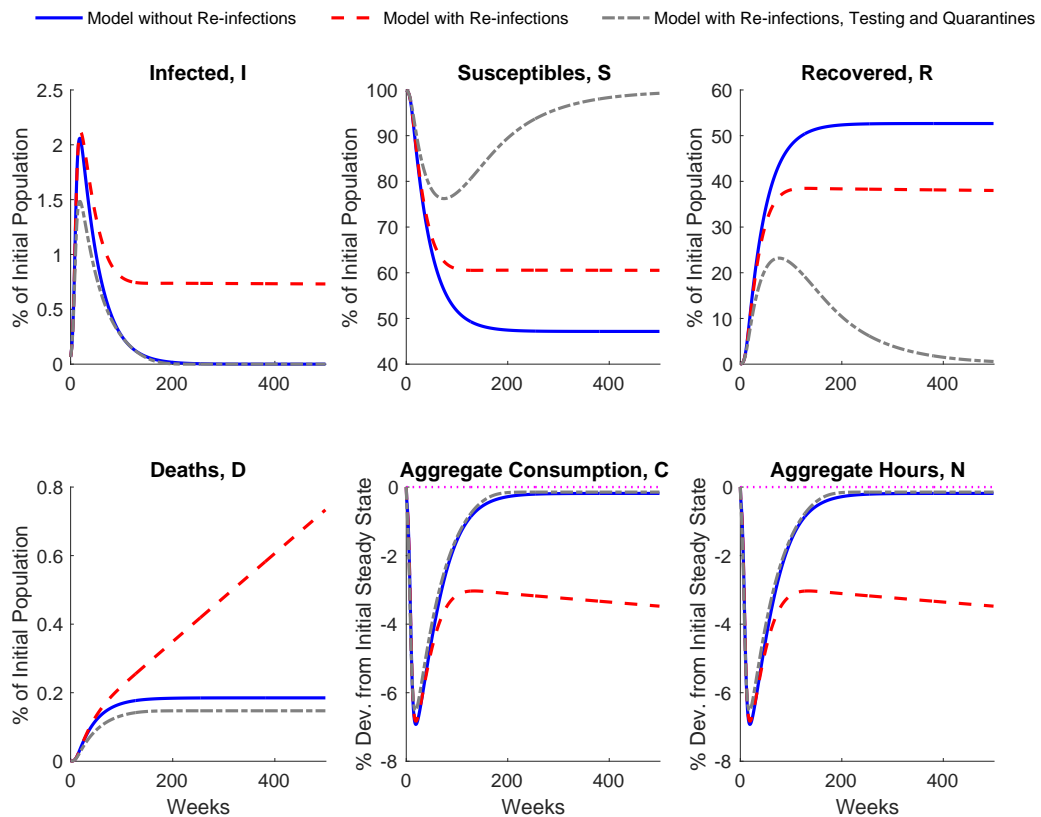 Model without Re-infections Model with Re-infections Model with Re-infections, Testing and Quarantines
Infected, I
2.5
2
1.5
1
0.5
0
0 200 400
% of Initial Population
Susceptibles, S
100
90
80
70
60
50
40
0 200 400
% of Initial Population
Recovered, R
60
50
40
30
20
10
0
0 200 400
% of Initial Population
Deaths, D
0.8
0.6
0.4
0.2
0
0 200 400
% of Initial Population
Weeks
Aggregate Consumption, C
0
-2
-4
-6
-8
0 200 400
% Dev. from Initial Steady State
Weeks
Aggregate Hours, N
0
-2
-4
-6
-8
0 200 400
% Dev. from Initial Steady State
Weeks